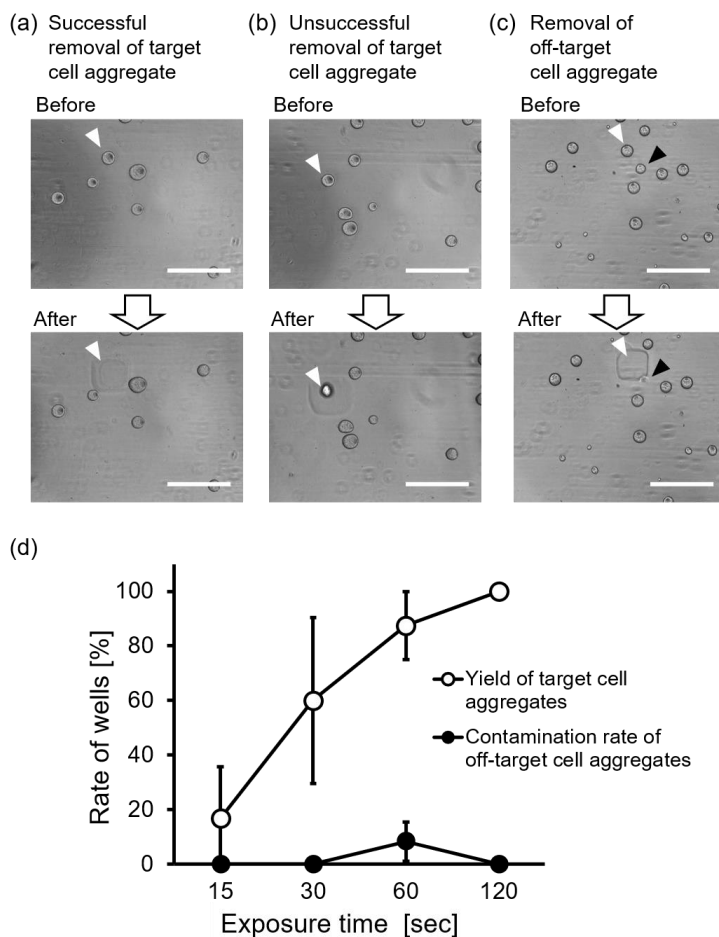 (a) Successful
removal of target
cell aggregate
Before
After
(b) Unsuccessful
removal of target
cell aggregate
Before
After
(c) Removal of
off-target
cell aggregate
Before
After
(d)
Rate of wells [%]
100
80
60
40
20
0
15 30 60 120
Exposure time [sec]
Yield of target cell
aggregates
Contamination rate of
off-target cell aggregates